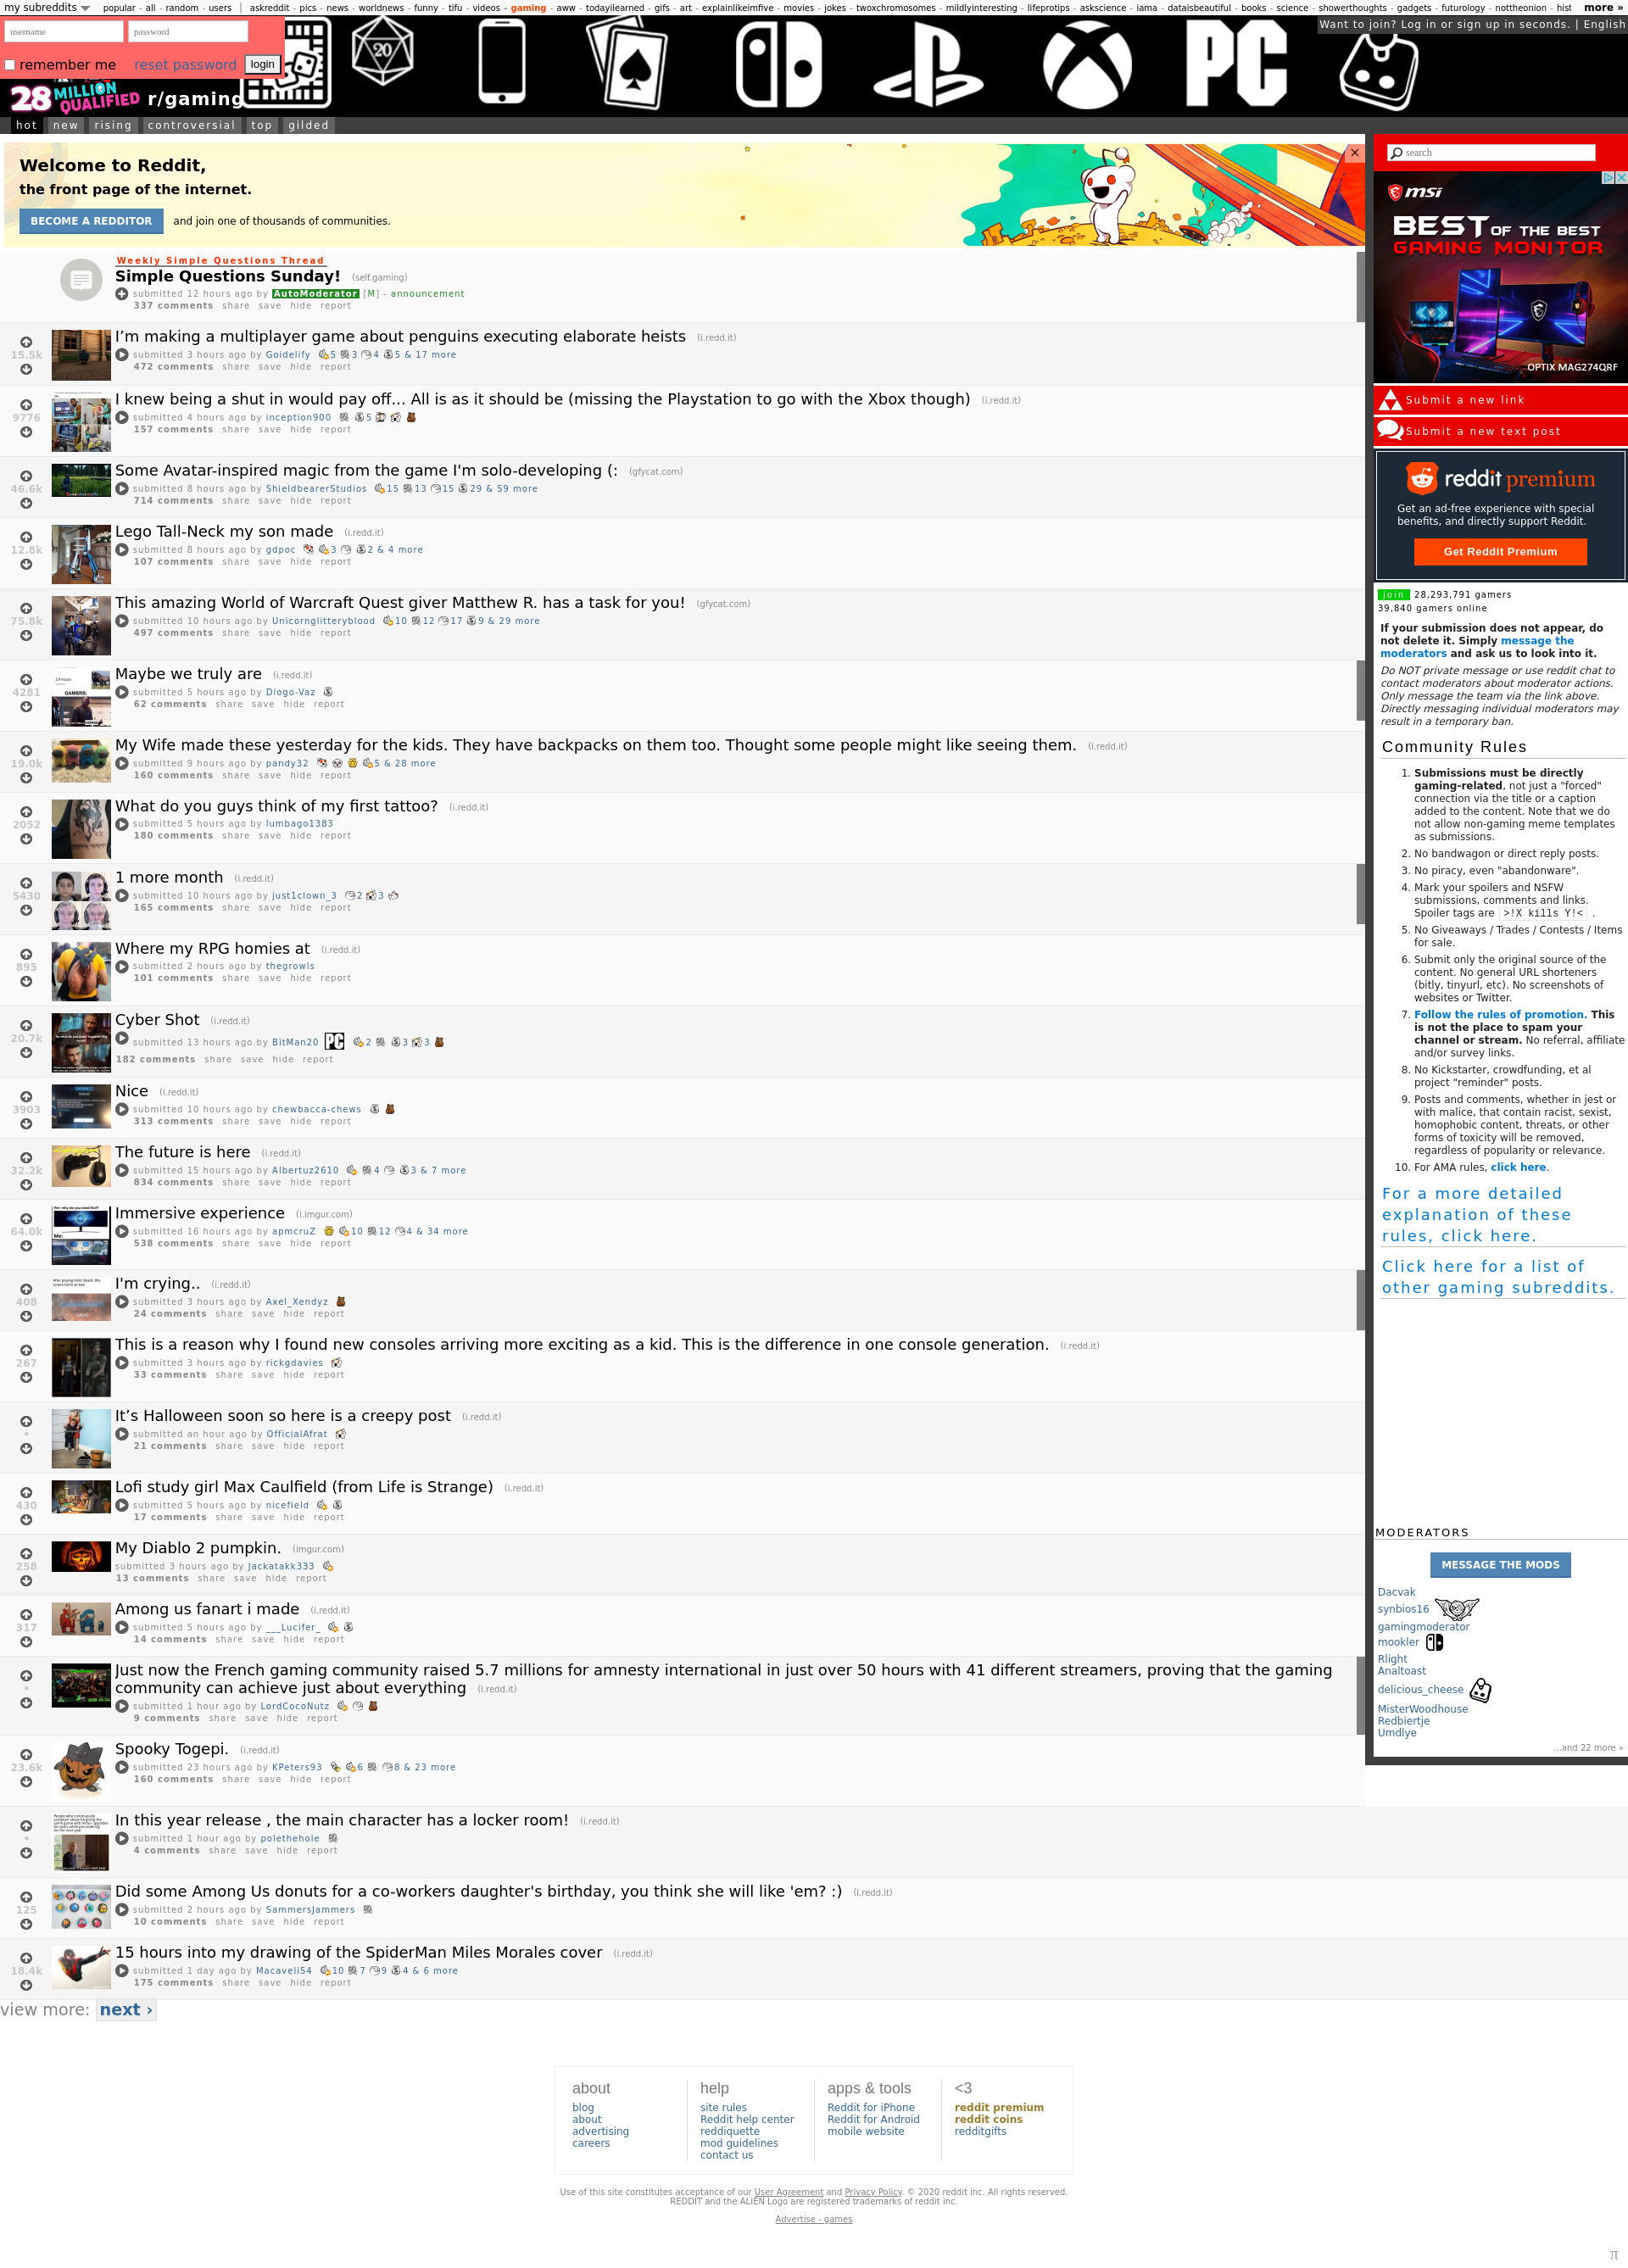 my subreddits popular - all - random - users | askreddit - pics - news - worldnews - funny - tifu - videos - gaming - aww - todayilearned - gifs - art - explainlikeimfive - movies - jokes - twoxchromosomes - mildlyinteresting - lifeprotips - askscience - iama - dataisbeautiful - books - science - showerthoughts - gadgets - futurology - nottheonion - hist more »
username password
Want to join? Log in or sign up in seconds. | English
remember me reset password login
28 MILLION QUALIFIED r/gaming
20
PC
hot new rising controversial top gilded
Welcome to Reddit,
the front page of the internet.
BECOME A REDDITOR and join one of thousands of communities.
Weekly Simple Questions Thread
Simple Questions Sunday! (self.gaming)
submitted 12 hours ago by AutoModerator [M] - announcement
337 comments share save hide report
I’m making a multiplayer game about penguins executing elaborate heists (i.redd.it)
15.5k
submitted 3 hours ago by Goidelify 5 3 4 5 & 17 more
472 comments share save hide report
I knew being a shut in would pay off… All is as it should be (missing the Playstation to go with the Xbox though) (i.redd.it)
9776
submitted 4 hours ago by inception900 5
157 comments share save hide report
Some Avatar-inspired magic from the game I'm solo-developing (: (gfycat.com)
46.6k
submitted 8 hours ago by ShieldbearerStudios 15 13 15 29 & 59 more
714 comments share save hide report
Lego Tall-Neck my son made (i.redd.it)
12.8k
submitted 8 hours ago by gdpoc 3 2 & 4 more
107 comments share save hide report
This amazing World of Warcraft Quest giver Matthew R. has a task for you! (gfycat.com)
75.8k
submitted 10 hours ago by Unicornglitteryblood 10 12 17 9 & 29 more
497 comments share save hide report
Maybe we truly are (i.redd.it)
4281
GAMERS:
submitted 5 hours ago by Diogo-Vaz
62 comments share save hide report
My Wife made these yesterday for the kids. They have backpacks on them too. Thought some people might like seeing them. (i.redd.it)
19.0k
submitted 9 hours ago by pandy32 5 & 28 more
160 comments share save hide report
What do you guys think of my first tattoo? (i.redd.it)
2052
submitted 5 hours ago by lumbago1383
180 comments share save hide report
1 more month (i.redd.it)
5430
submitted 10 hours ago by just1clown_3 2 3
165 comments share save hide report
Where my RPG homies at (i.redd.it)
895
submitted 2 hours ago by thegrowls
101 comments share save hide report
Cyber Shot (i.redd.it)
20.7k
submitted 13 hours ago by BitMan20 PC 2 3 3
182 comments share save hide report
Nice (i.redd.it)
3903
submitted 10 hours ago by chewbacca-chews
313 comments share save hide report
The future is here (i.redd.it)
32.2k
submitted 15 hours ago by Albertuz2610 4 3 & 7 more
834 comments share save hide report
Immersive experience (i.imgur.com)
64.0k
Me:
submitted 16 hours ago by apmcruZ 10 12 4 & 34 more
538 comments share save hide report
I'm crying.. (i.redd.it)
408
submitted 3 hours ago by Axel_Xendyz
24 comments share save hide report
This is a reason why I found new consoles arriving more exciting as a kid. This is the difference in one console generation. (i.redd.it)
267
submitted 3 hours ago by rickgdavies
33 comments share save hide report
It’s Halloween soon so here is a creepy post (i.redd.it)
•
submitted an hour ago by OfficialAfrat
21 comments share save hide report
Lofi study girl Max Caulfield (from Life is Strange) (i.redd.it)
430
submitted 5 hours ago by nicefield
17 comments share save hide report
My Diablo 2 pumpkin. (imgur.com)
258
submitted 3 hours ago by Jackatakk333
13 comments share save hide report
Among us fanart i made (i.redd.it)
317
submitted 5 hours ago by ___Lucifer_
14 comments share save hide report
Just now the French gaming community raised 5.7 millions for amnesty international in just over 50 hours with 41 different streamers, proving that the gaming
community can achieve just about everything (i.redd.it)
•
submitted 1 hour ago by LordCocoNutz
9 comments share save hide report
Spooky Togepi. (i.redd.it)
23.6k
submitted 23 hours ago by KPeters93 6 8 & 23 more
160 comments share save hide report
In this year release , the main character has a locker room! (i.redd.it)
•
submitted 1 hour ago by polethehole
4 comments share save hide report
Did some Among Us donuts for a co-workers daughter's birthday, you think she will like 'em? :) (i.redd.it)
125
submitted 2 hours ago by SammersJammers
10 comments share save hide report
15 hours into my drawing of the SpiderMan Miles Morales cover (i.redd.it)
18.4k
submitted 1 day ago by Macaveli54 10 7 9 4 & 6 more
175 comments share save hide report
view more: next ›
search
msi
BEST OF THE BEST
GAMING MONITOR
OPTIX MAG274QRF
Submit a new link
Submit a new text post
reddit premium
Get an ad-free experience with special
benefits, and directly support Reddit.
Get Reddit Premium
join 28,293,791 gamers
39,840 gamers online
If your submission does not appear, do
not delete it. Simply message the
moderators and ask us to look into it.
Do NOT private message or use reddit chat to
contact moderators about moderator actions.
Only message the team via the link above.
Directly messaging individual moderators may
result in a temporary ban.
Community Rules
1. Submissions must be directly
gaming-related, not just a "forced"
connection via the title or a caption
added to the content. Note that we do
not allow non-gaming meme templates
as submissions.
2. No bandwagon or direct reply posts.
3. No piracy, even "abandonware".
4. Mark your spoilers and NSFW
submissions, comments and links.
Spoiler tags are >!X kills Y!< .
5. No Giveaways / Trades / Contests / Items
for sale.
6. Submit only the original source of the
content. No general URL shorteners
(bitly, tinyurl, etc). No screenshots of
websites or Twitter.
7. Follow the rules of promotion. This
is not the place to spam your
channel or stream. No referral, affiliate
and/or survey links.
8. No Kickstarter, crowdfunding, et al
project "reminder" posts.
9. Posts and comments, whether in jest or
with malice, that contain racist, sexist,
homophobic content, threats, or other
forms of toxicity will be removed,
regardless of popularity or relevance.
10. For AMA rules, click here.
For a more detailed
explanation of these
rules, click here.
Click here for a list of
other gaming subreddits.
MODERATORS
MESSAGE THE MODS
Dacvak
synbios16
gamingmoderator
mookler
Rlight
Analtoast
delicious_cheese
MisterWoodhouse
Redbiertje
Umdlye
...and 22 more »
about
blog
about
advertising
careers
help
site rules
Reddit help center
reddiquette
mod guidelines
contact us
apps & tools
Reddit for iPhone
Reddit for Android
mobile website
<3
reddit premium
reddit coins
redditgifts
Use of this site constitutes acceptance of our User Agreement and Privacy Policy. © 2020 reddit inc. All rights reserved.
REDDIT and the ALIEN Logo are registered trademarks of reddit inc.
Advertise - games
π